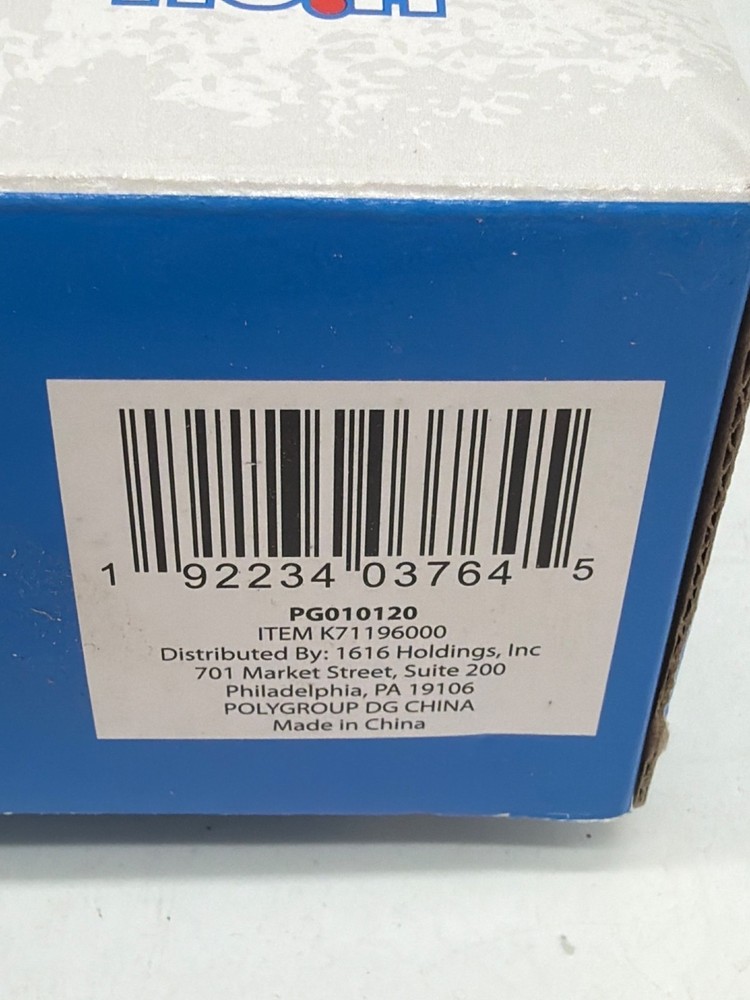 1 92234 03764 5
PG010120
ITEM K71196000
Distributed By: 1616 Holdings, Inc
701 Market Street, Suite 200
Philadelphia, PA 19106
POLYGROUP DG CHINA
Made in China